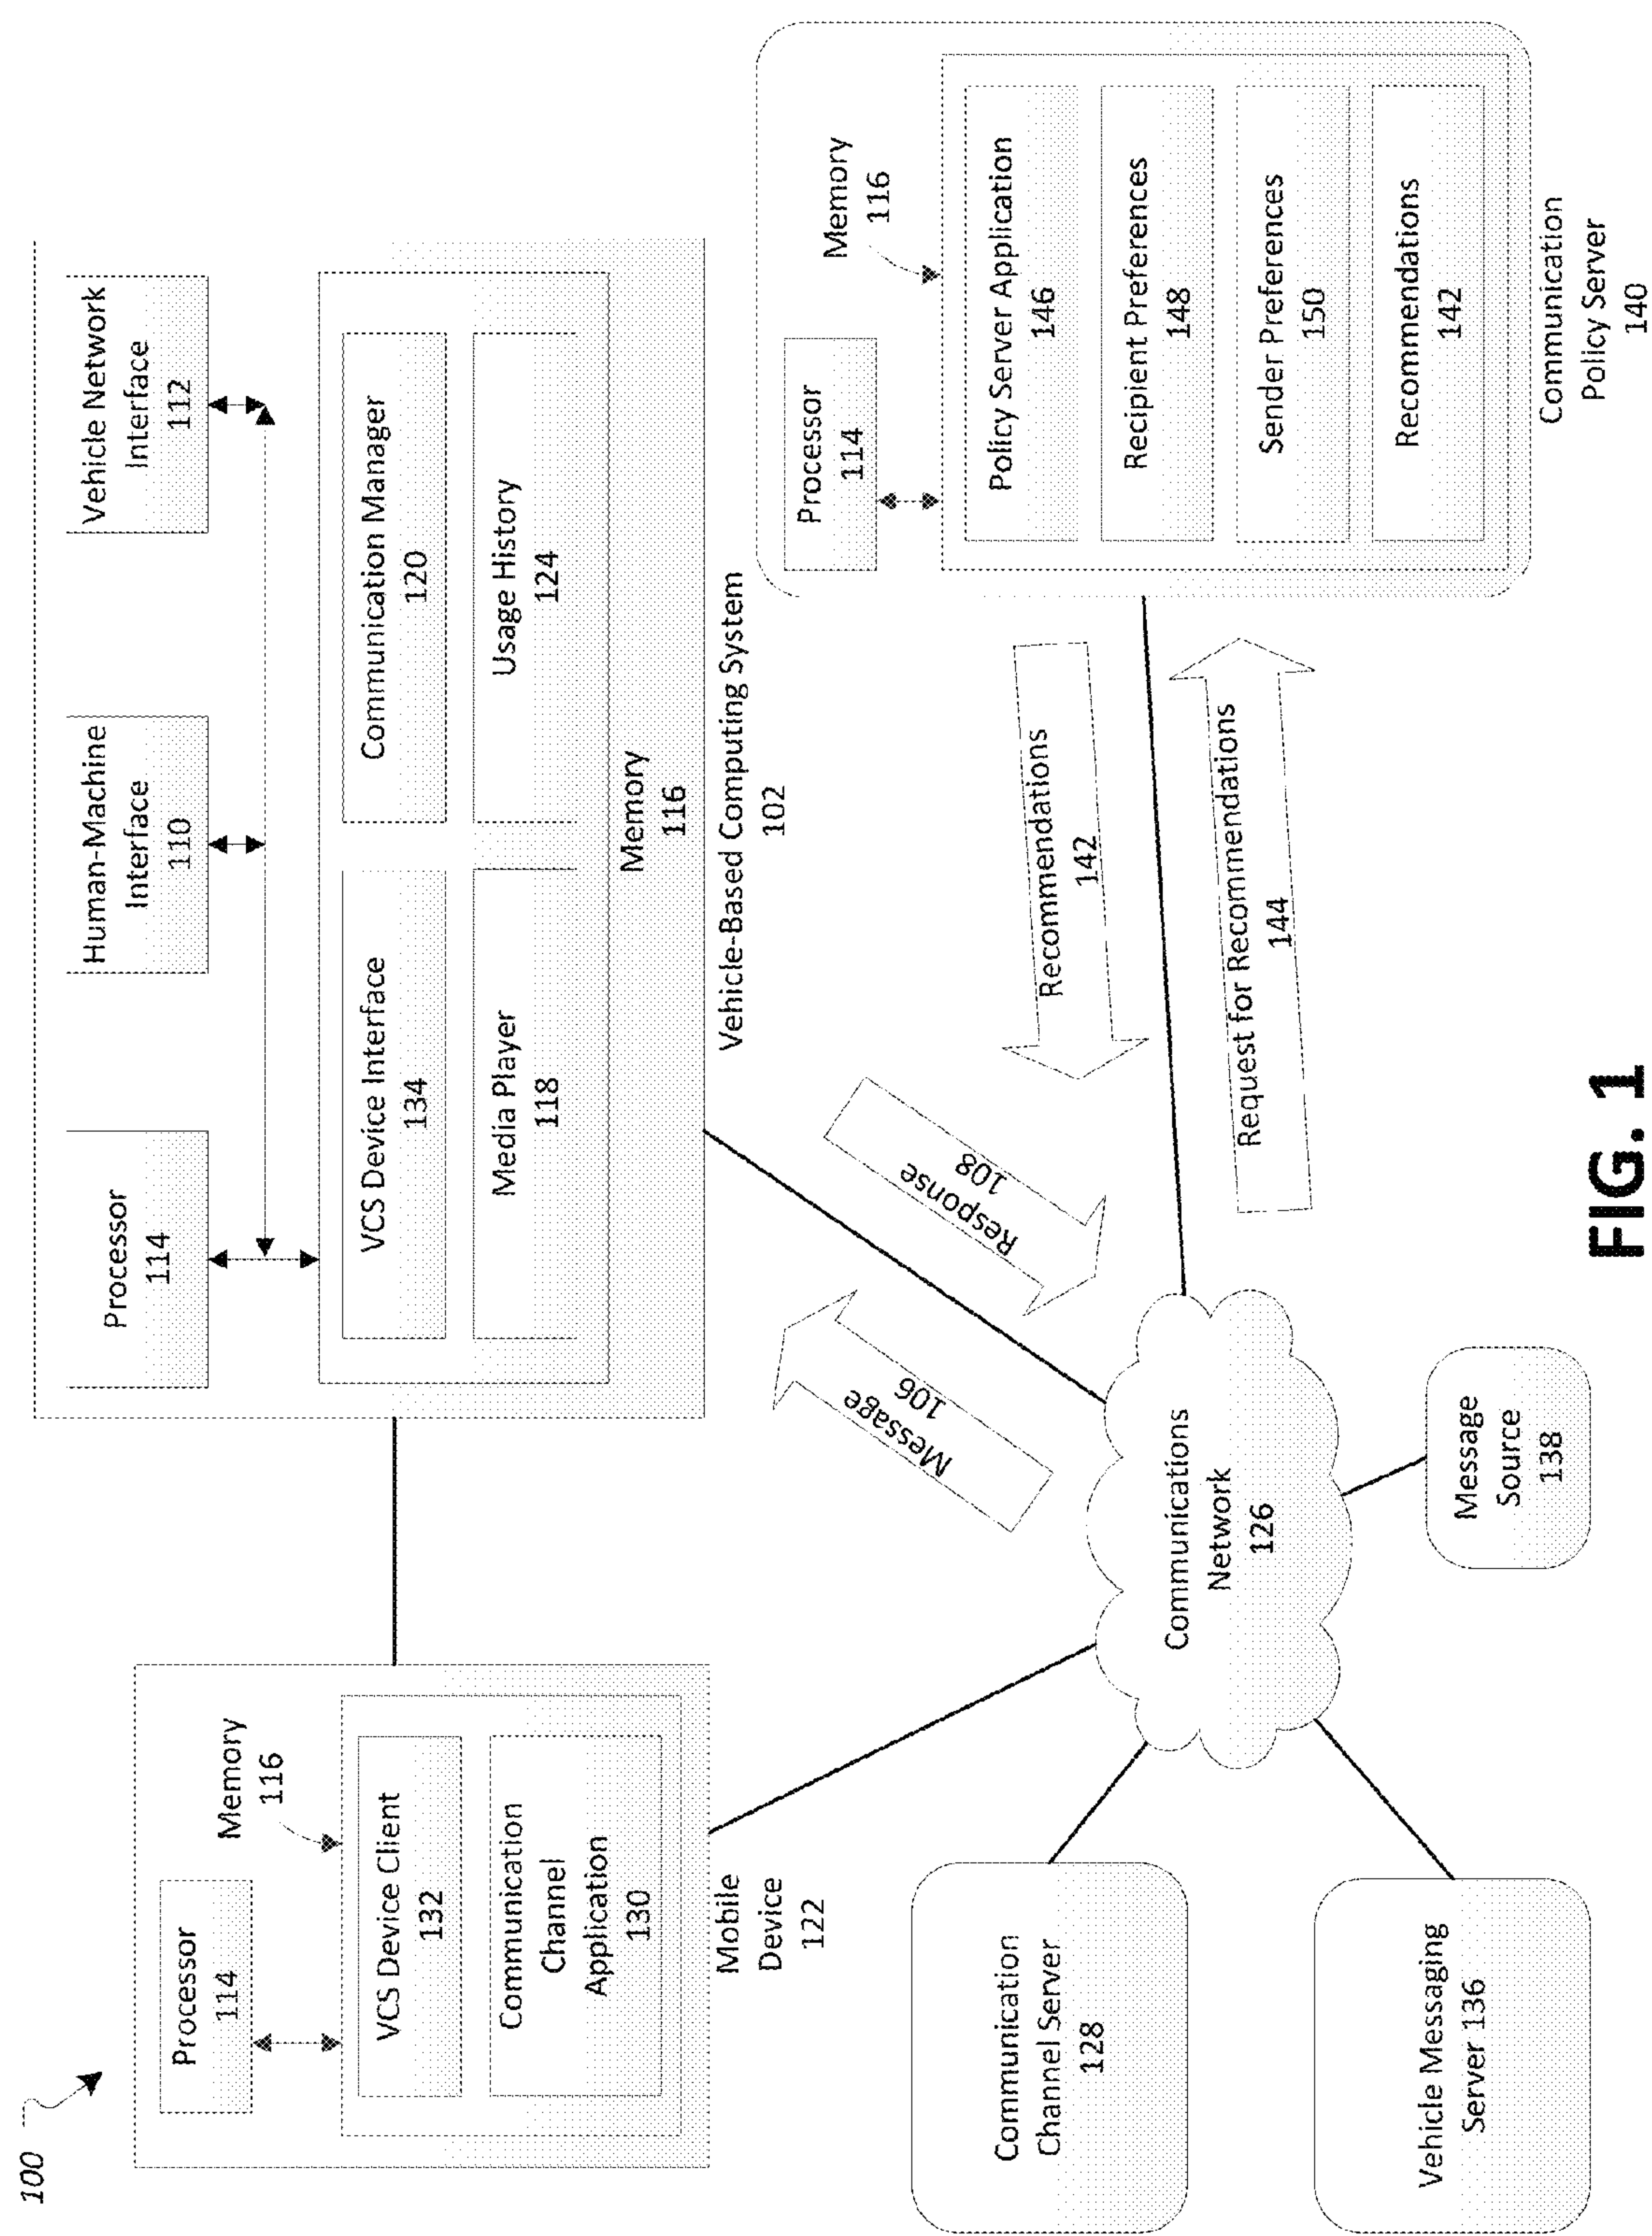 100
Processor
114
Memory
116
VCS Device Client
132
Communication
Channel
Application
130
Mobile
Device
122
Processor
114
Human-Machine
Interface
110
Vehicle Network
Interface
112
VCS Device Interface
134
Communication Manager
120
Media Player
118
Usage History
124
Memory
116
Vehicle-Based Computing System
102
Message
106
Response
108
Recommendations
142
Request for Recommendations
144
Processor
114
Memory
116
Policy Server Application
146
Recipient Preferences
148
Sender Preferences
150
Recommendations
142
Communication
Policy Server
140
Communications
Network
126
Communication
Channel Server
128
Vehicle Messaging
Server 136
Message
Source
138
FIG. 1